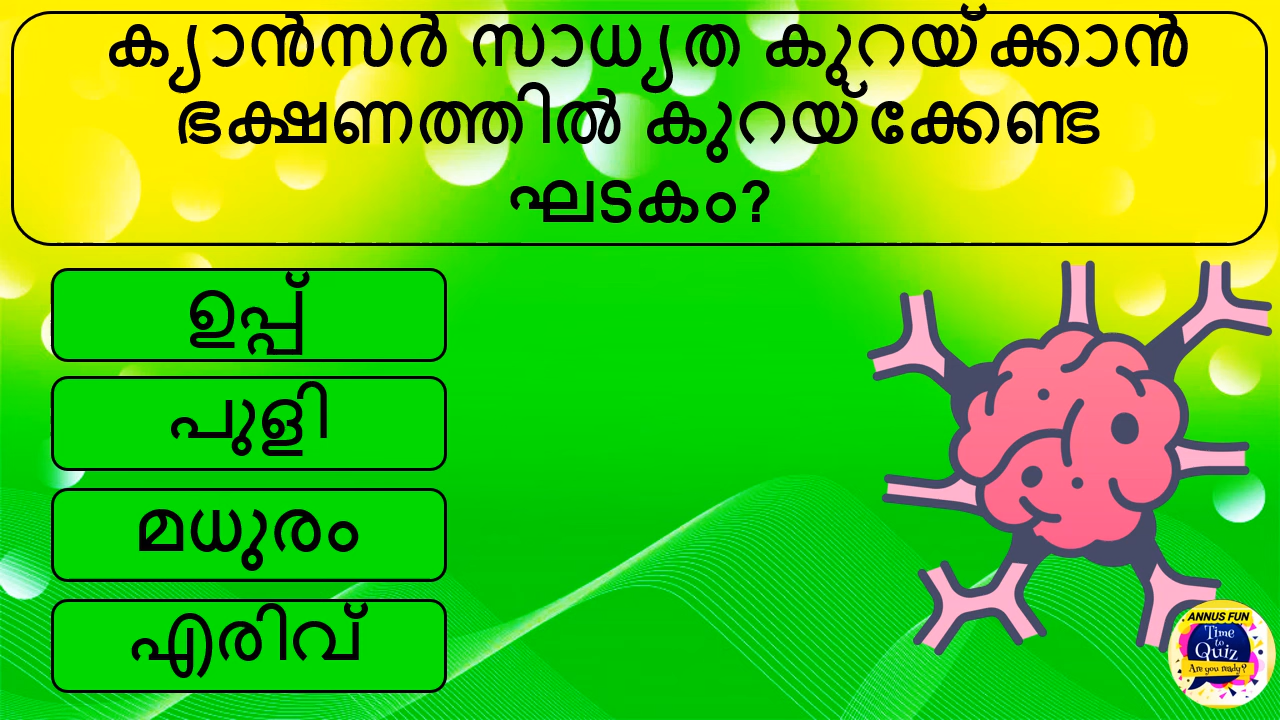 ക്യാൻസർ സാധ്യത കുറയ്ക്കാൻ
ഭക്ഷണത്തിൽ കുറയ്ക്കേണ്ട
ഘടകം?
ഉപ്പ്
പുളി
മധുരം
എരിവ്
ANNUS FUN
Time
to
Quiz
Are you ready?